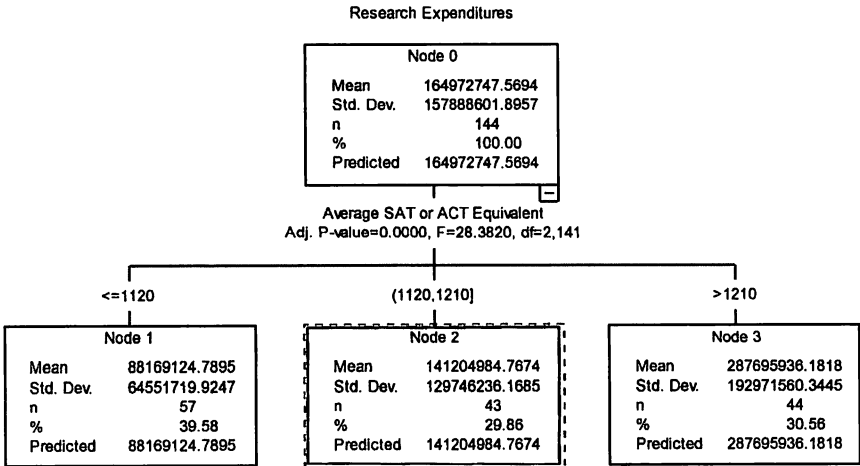 Research Expenditures
Node 0
Mean 164972747.5694
Std. Dev. 157888601.8957
n 144
% 100.00
Predicted 164972747.5694
Average SAT or ACT Equivalent
Adj. P-value=0.0000, F=28.3820, df=2,141
<=1120
(1120,1210]
>1210
Node 1
Mean 88169124.7895
Std. Dev. 64551719.9247
n 57
% 39.58
Predicted 88169124.7895
Node 2
Mean 141204984.7674
Std. Dev. 129746236.1685
n 43
% 29.86
Predicted 141204984.7674
Node 3
Mean 287695936.1818
Std. Dev. 192971560.3445
n 44
% 30.56
Predicted 287695936.1818